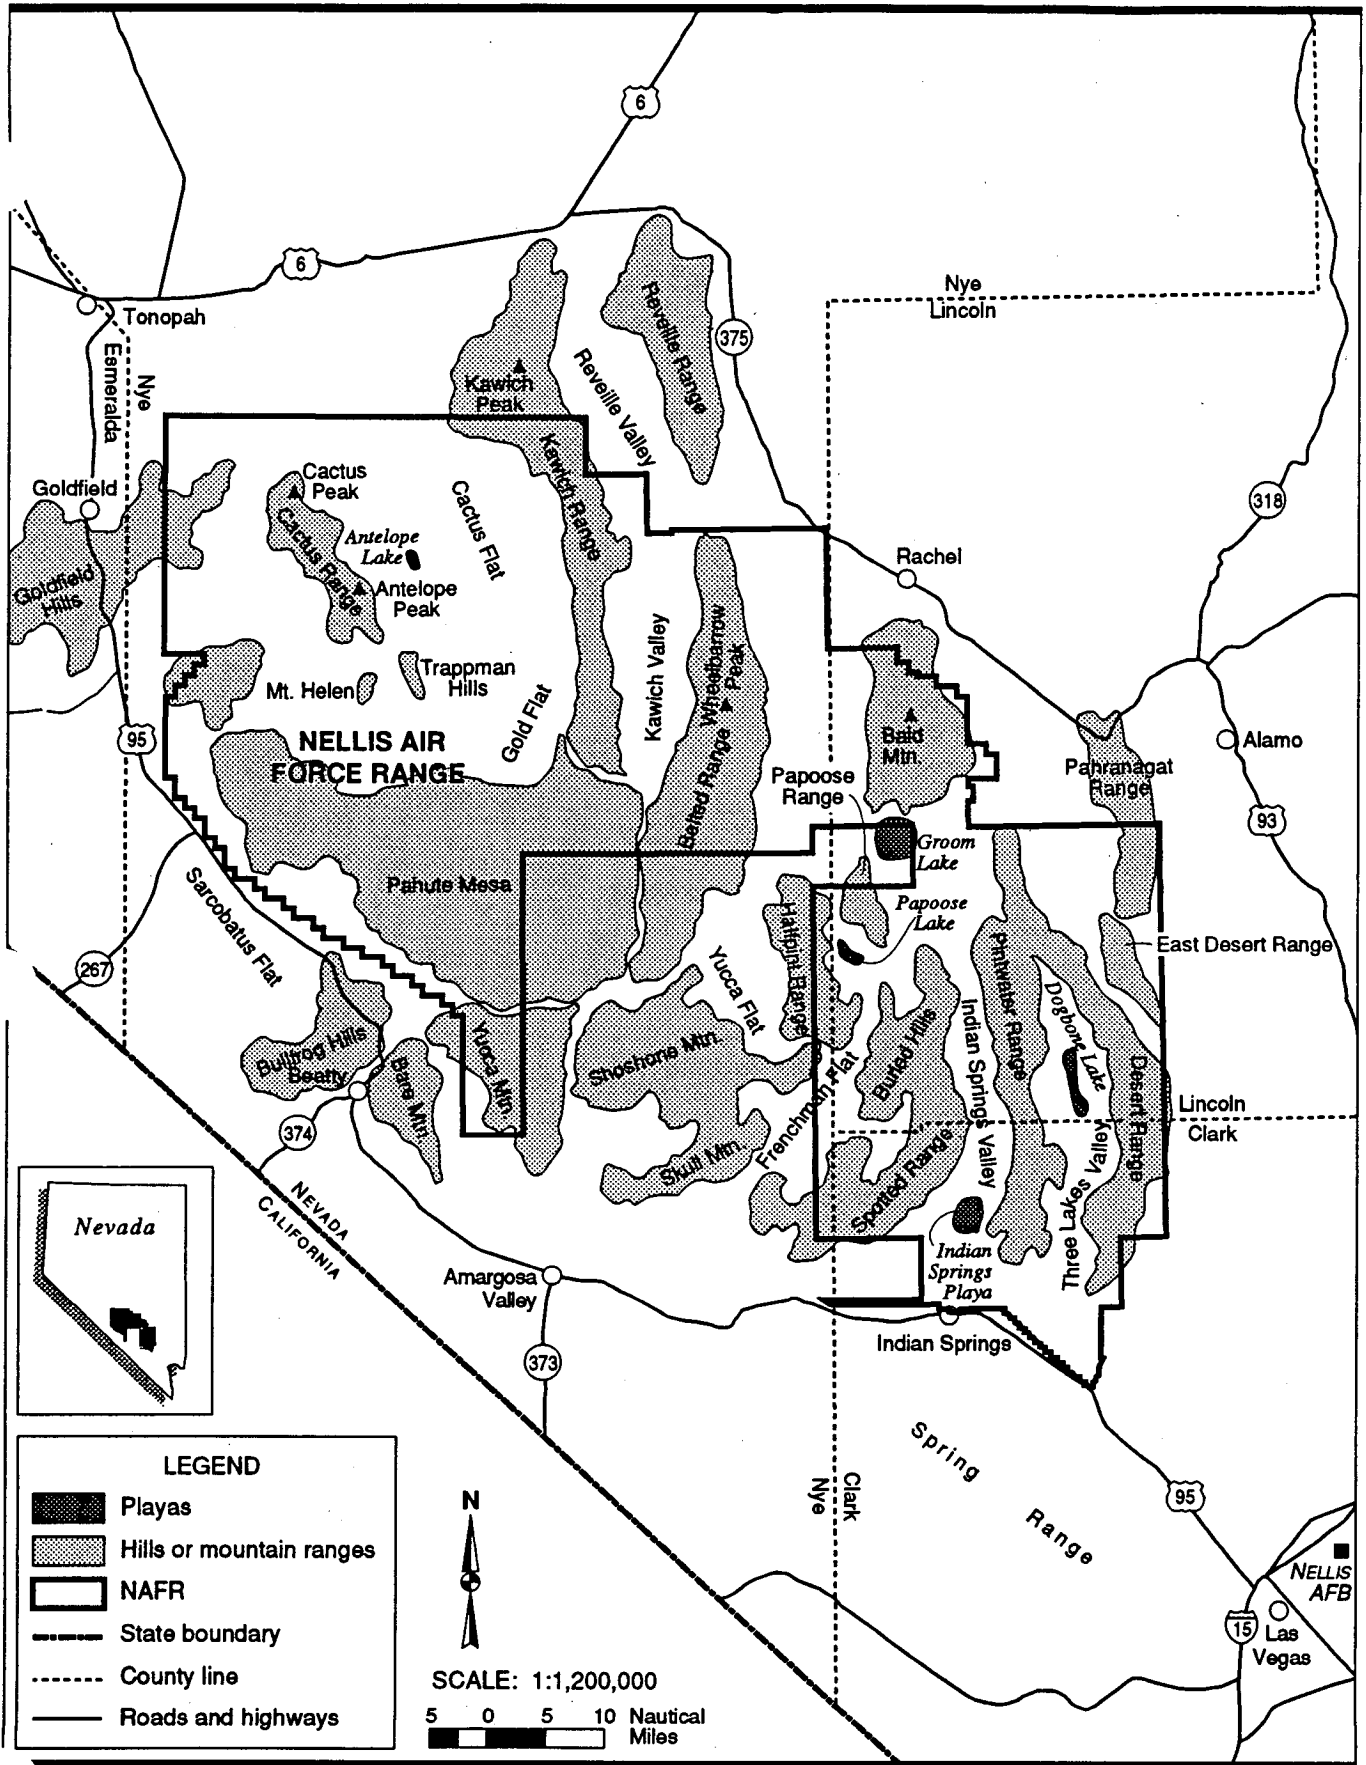 6
6
Tonopah
Esmeralda
Nye
375
Nye
Lincoln
Reveille Range
Reveille Valley
Kawich
Peak
Kawich Range
Goldfield
Goldfield
Hills
Cactus
Peak
Cactus Range
Antelope
Lake
Antelope
Peak
Cactus Flat
318
Rachel
Trappman
Hills
Mt. Helen
Gold Flat
Kawich Valley
Wheelbarrow
Peak
Belted Range
Bald
Mtn.
95
NELLIS AIR
FORCE RANGE
Alamo
Pahranagat
Range
Papoose
Range
93
Groom
Lake
Pahute Mesa
Sarcobatus Flat
267
Papoose
Lake
East Desert Range
Halfpint Range
Yucca Flat
Pintwater Range
Dogbone Lake
Indian Springs Valley
Buried Hills
Bullfrog Hills
Beatty
Bare Mtn.
Yucca Mtn.
Shoshone Mtn.
Frenchman Flat
Desert Range
Lincoln
Clark
374
Skull Mtn.
Spotted Range
Three Lakes Valley
NEVADA
CALIFORNIA
Nevada
Indian
Springs
Playa
Amargosa
Valley
Indian Springs
373
Spring
Range
Clark
Nye
95
NELLIS
AFB
15
Las
Vegas
LEGEND
Playas
Hills or mountain ranges
NAFR
State boundary
County line
Roads and highways
N
SCALE: 1:1,200,000
5 0 5 10 Nautical
Miles